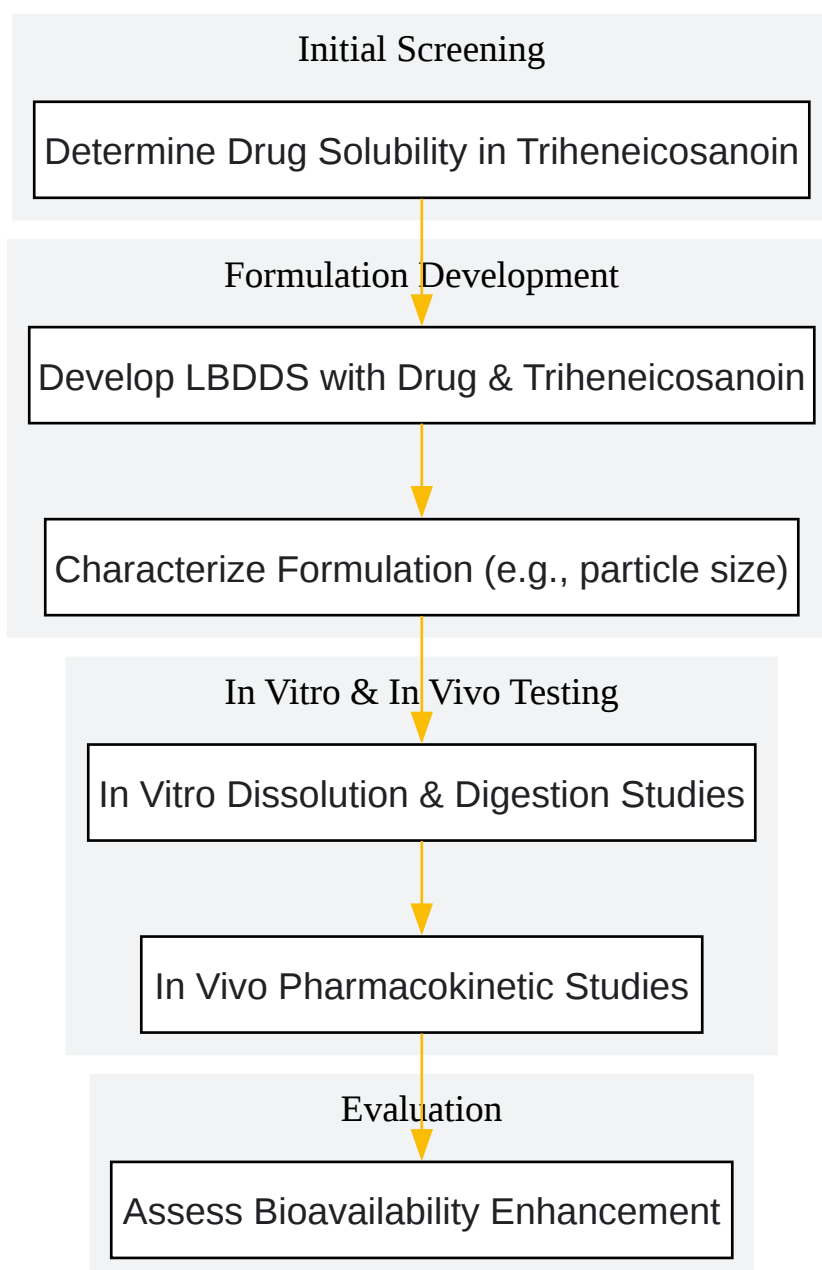 Initial Screening
Determine Drug Solubility in Triheneicosanoin
Formulation Development
Develop LBDDS with Drug & Triheneicosanoin
Characterize Formulation (e.g., particle size)
In Vitro & In Vivo Testing
In Vitro Dissolution & Digestion Studies
In Vivo Pharmacokinetic Studies
Evaluation
Assess Bioavailability Enhancement